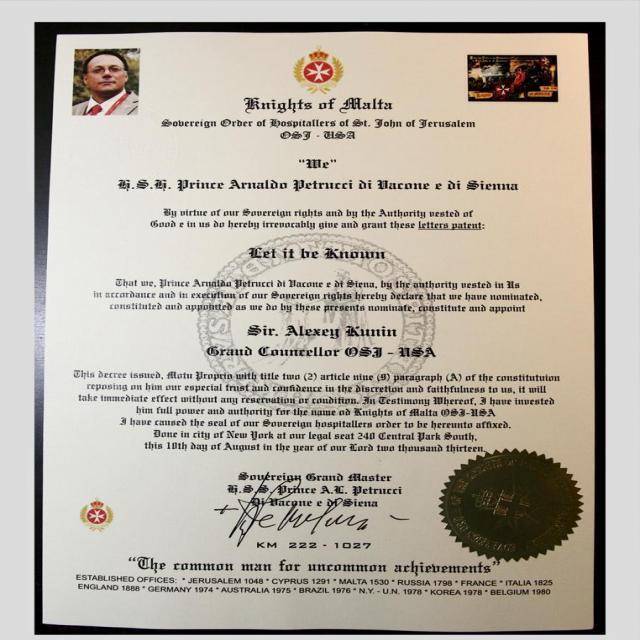 Knights of Malta
Sovereign Order of Hospitallers of St. John of Jerusalem
OSJ - USA
"We"
H.S.H. Prince Arnaldo Petrucci di Vacone e di Sienna
By virtue of our Sovereign rights and by the Authority vested of
Good e in us do hereby irrevocably give and grant these letters patent:
Let it be Known
That we, Prince Arnaldo Petrucci di Vacone e di Siena, by the authority vested in Us
in accordance and in execution of our Sovereign rights hereby declare that we have nominated,
constituted and appointed as we do by these presents nominate, constitute and appoint
Sir. Alexey Kunin
Grand Councellor OSJ - USA
This decree issued, Motu Proprio with title two (2) article nine (9) paragraph (A) of the constitutuion
reposing on him our especial trust and confidence in the discretion and faithfulness to us, it will
take immediate effect without any reservation or condition. In Testimony Whereof, I have invested
him full power and authority for the name od Knights of Malta OSJ-USA
I have caused the seal of our Sovereign hospitallers order to be hereunto affixed.
Done in city of New York at our legal seat 240 Central Park South,
this 10th day of August in the year of our Lord two thousand thirteen.
Sovereign Grand Master
H.S.S. Prince A.L. Petrucci
Di Vacone e di Siena
KM 222 - 1027
"The common man for uncommon achievements"
ESTABLISHED OFFICES: * JERUSALEM 1048 * CYPRUS 1291 * MALTA 1530 * RUSSIA 1798 * FRANCE * ITALIA 1825
ENGLAND 1888 * GERMANY 1974 * AUSTRALIA 1975 * BRAZIL 1976 * N.Y. - U.N. 1978 * KOREA 1978 * BELGIUM 1980